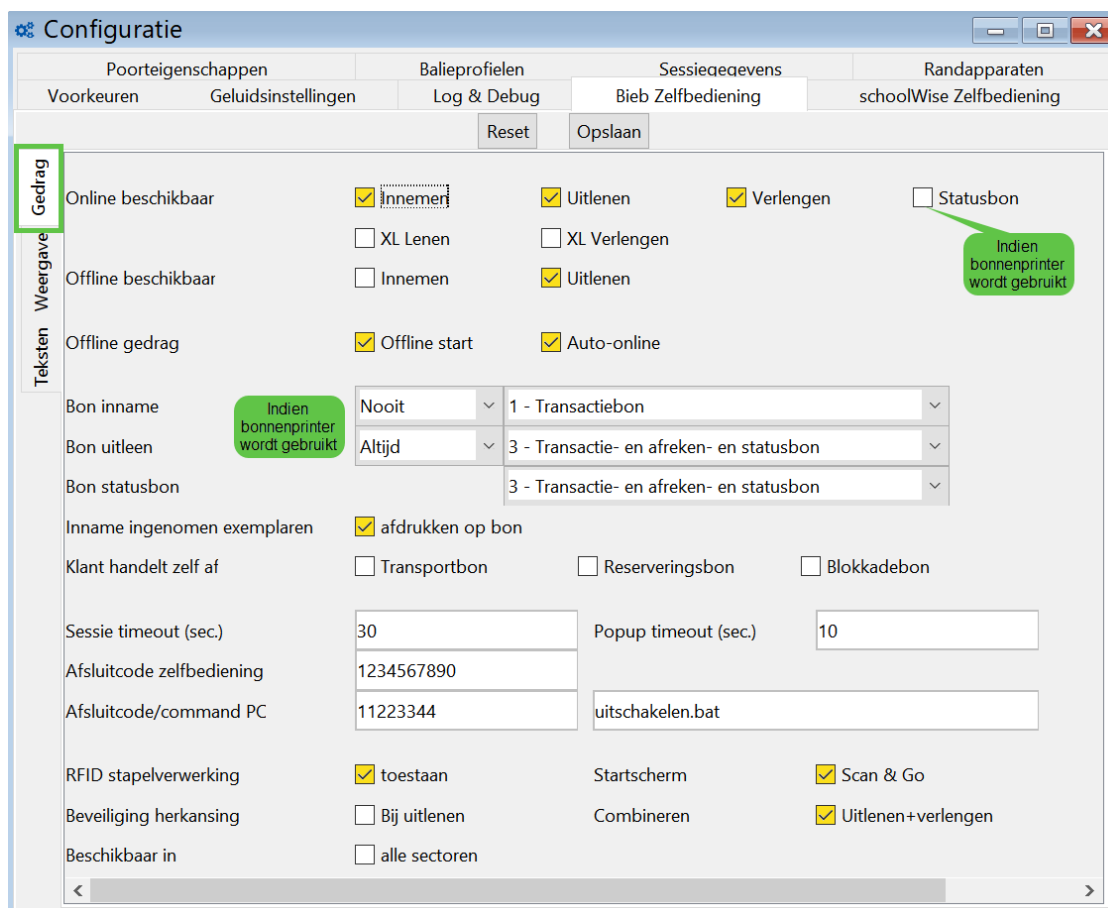 Configuratie
Poorteigenschappen Balieprofielen Sessiegegevens Randapparaten
Voorkeuren Geluidsinstellingen Log & Debug Bieb Zelfbediening schoolWise Zelfbediening
Reset Opslaan
Gedrag
Weergave
Teksten
Online beschikbaar Innemen Uitlenen Verlengen Statusbon
XL Lenen XL Verlengen
Indien
bonnenprinter
wordt gebruikt
Offline beschikbaar Innemen Uitlenen
Offline gedrag Offline start Auto-online
Bon inname Nooit 1 - Transactiebon
Indien
bonnenprinter
wordt gebruikt
Bon uitleen Altijd 3 - Transactie- en afreken- en statusbon
Bon statusbon 3 - Transactie- en afreken- en statusbon
Inname ingenomen exemplaren afdrukken op bon
Klant handelt zelf af Transportbon Reserveringsbon Blokkadebon
Sessie timeout (sec.) 30 Popup timeout (sec.) 10
Afsluitcode zelfbediening 1234567890
Afsluitcode/command PC 11223344 uitschakelen.bat
RFID stapelverwerking toestaan Startscherm Scan & Go
Beveiliging herkansing Bij uitlenen Combineren Uitlenen+verlengen
Beschikbaar in alle sectoren